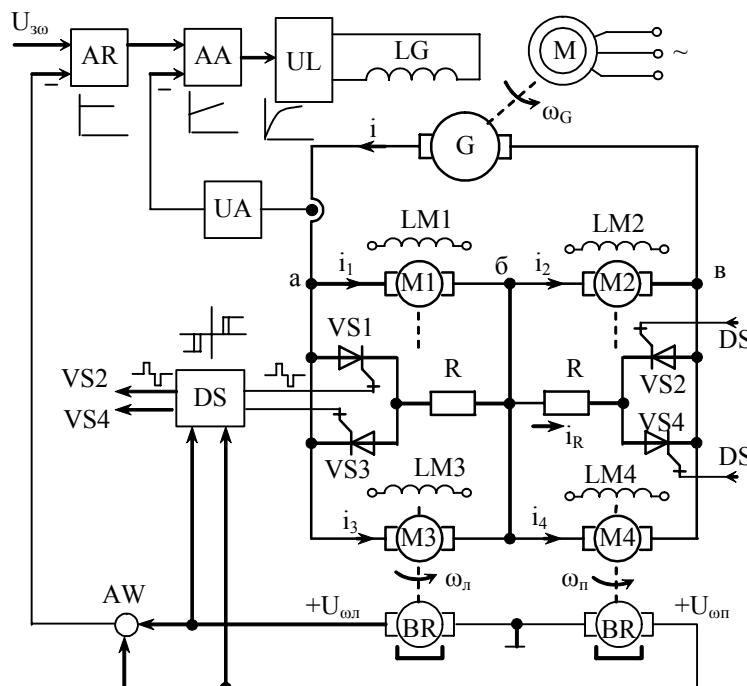 U_зω
AR
AA
UL
LG
M
~
ω_G
i
G
UA
LM1
LM2
а
i_1
M1
б
i_2
M2
в
VS1
DS
VS2
VS2
DS
R
R
VS4
VS4
i_R
VS3
DS
LM3
LM4
i_3
M3
i_4
M4
ω_л
ω_п
AW
+U_ωл
BR
BR
+U_ωп